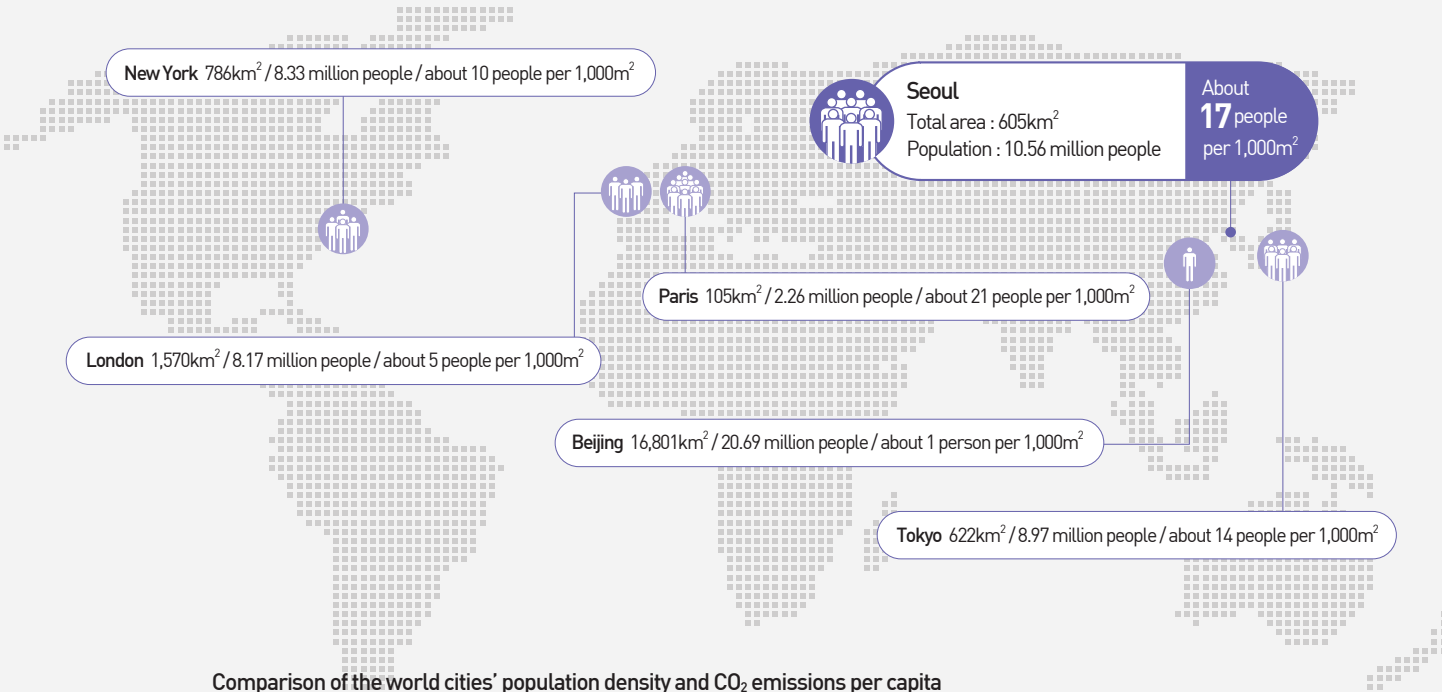 New York 786km² / 8.33 million people / about 10 people per 1,000m²
Seoul
Total area : 605km²
Population : 10.56 million people
About
17 people
per 1,000m²
Paris 105km² / 2.26 million people / about 21 people per 1,000m²
London 1,570km² / 8.17 million people / about 5 people per 1,000m²
Beijing 16,801km² / 20.69 million people / about 1 person per 1,000m²
Tokyo 622km² / 8.97 million people / about 14 people per 1,000m²
Comparison of the world cities’ population density and CO₂ emissions per capita